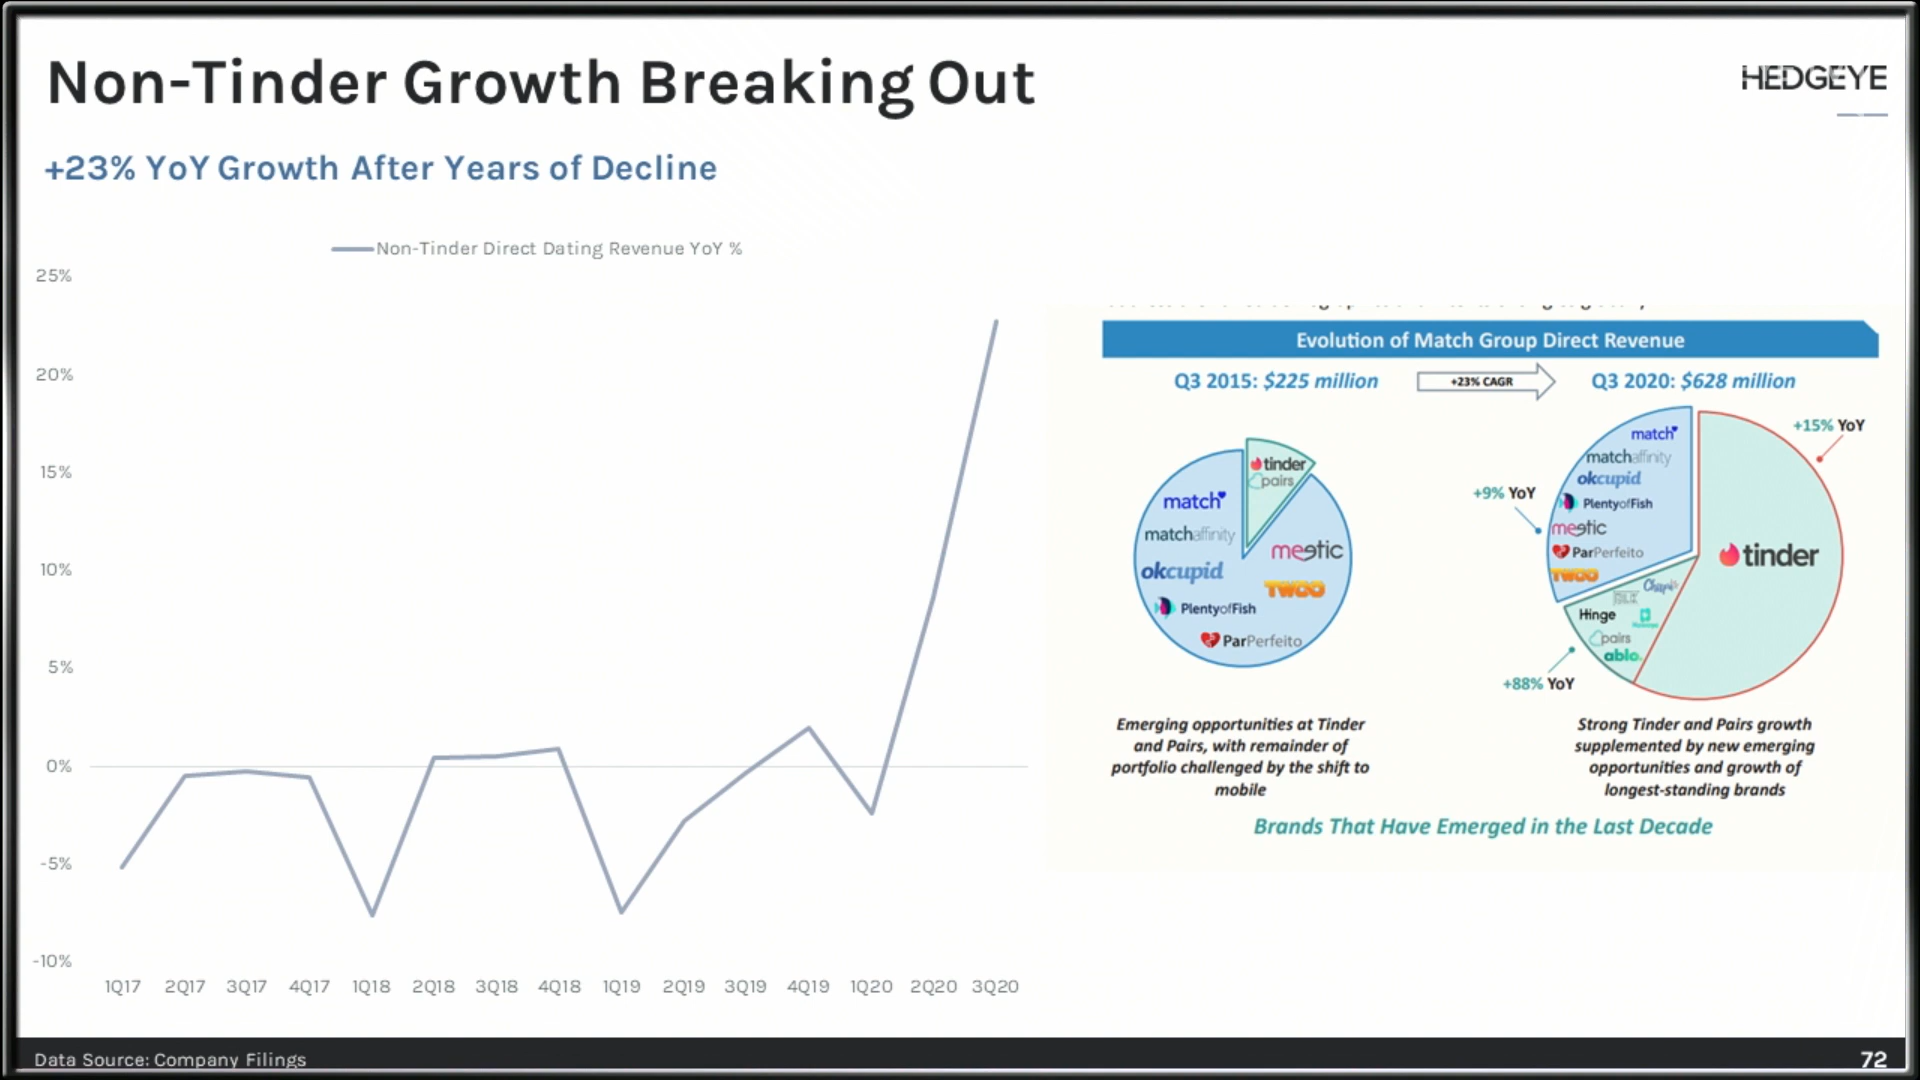 Non-Tinder Growth Breaking Out
HEDGEYE
+23% YoY Growth After Years of Decline
Non-Tinder Direct Dating Revenue YoY %
25%
20%
15%
10%
5%
0%
-5%
-10%
1Q17 2Q17 3Q17 4Q17 1Q18 2Q18 3Q18 4Q18 1Q19 2Q19 3Q19 4Q19 1Q20 2Q20 3Q20
Evolution of Match Group Direct Revenue
Q3 2015: $225 million
+23% CAGR
Q3 2020: $628 million
tinder
pairs
match
matchaffinity
okcupid
PlentyofFish
ParPerfeito
meetic
TWOO
+9% YoY
match
matchaffinity
okcupid
PlentyofFish
meetic
ParPerfeito
TWOO
+15% YoY
tinder
Chispa
BLK
Hinge
pairs
ablo.
+88% YoY
Emerging opportunities at Tinder
and Pairs, with remainder of
portfolio challenged by the shift to
mobile
Strong Tinder and Pairs growth
supplemented by new emerging
opportunities and growth of
longest-standing brands
Brands That Have Emerged in the Last Decade
Data Source: Company Filings
72